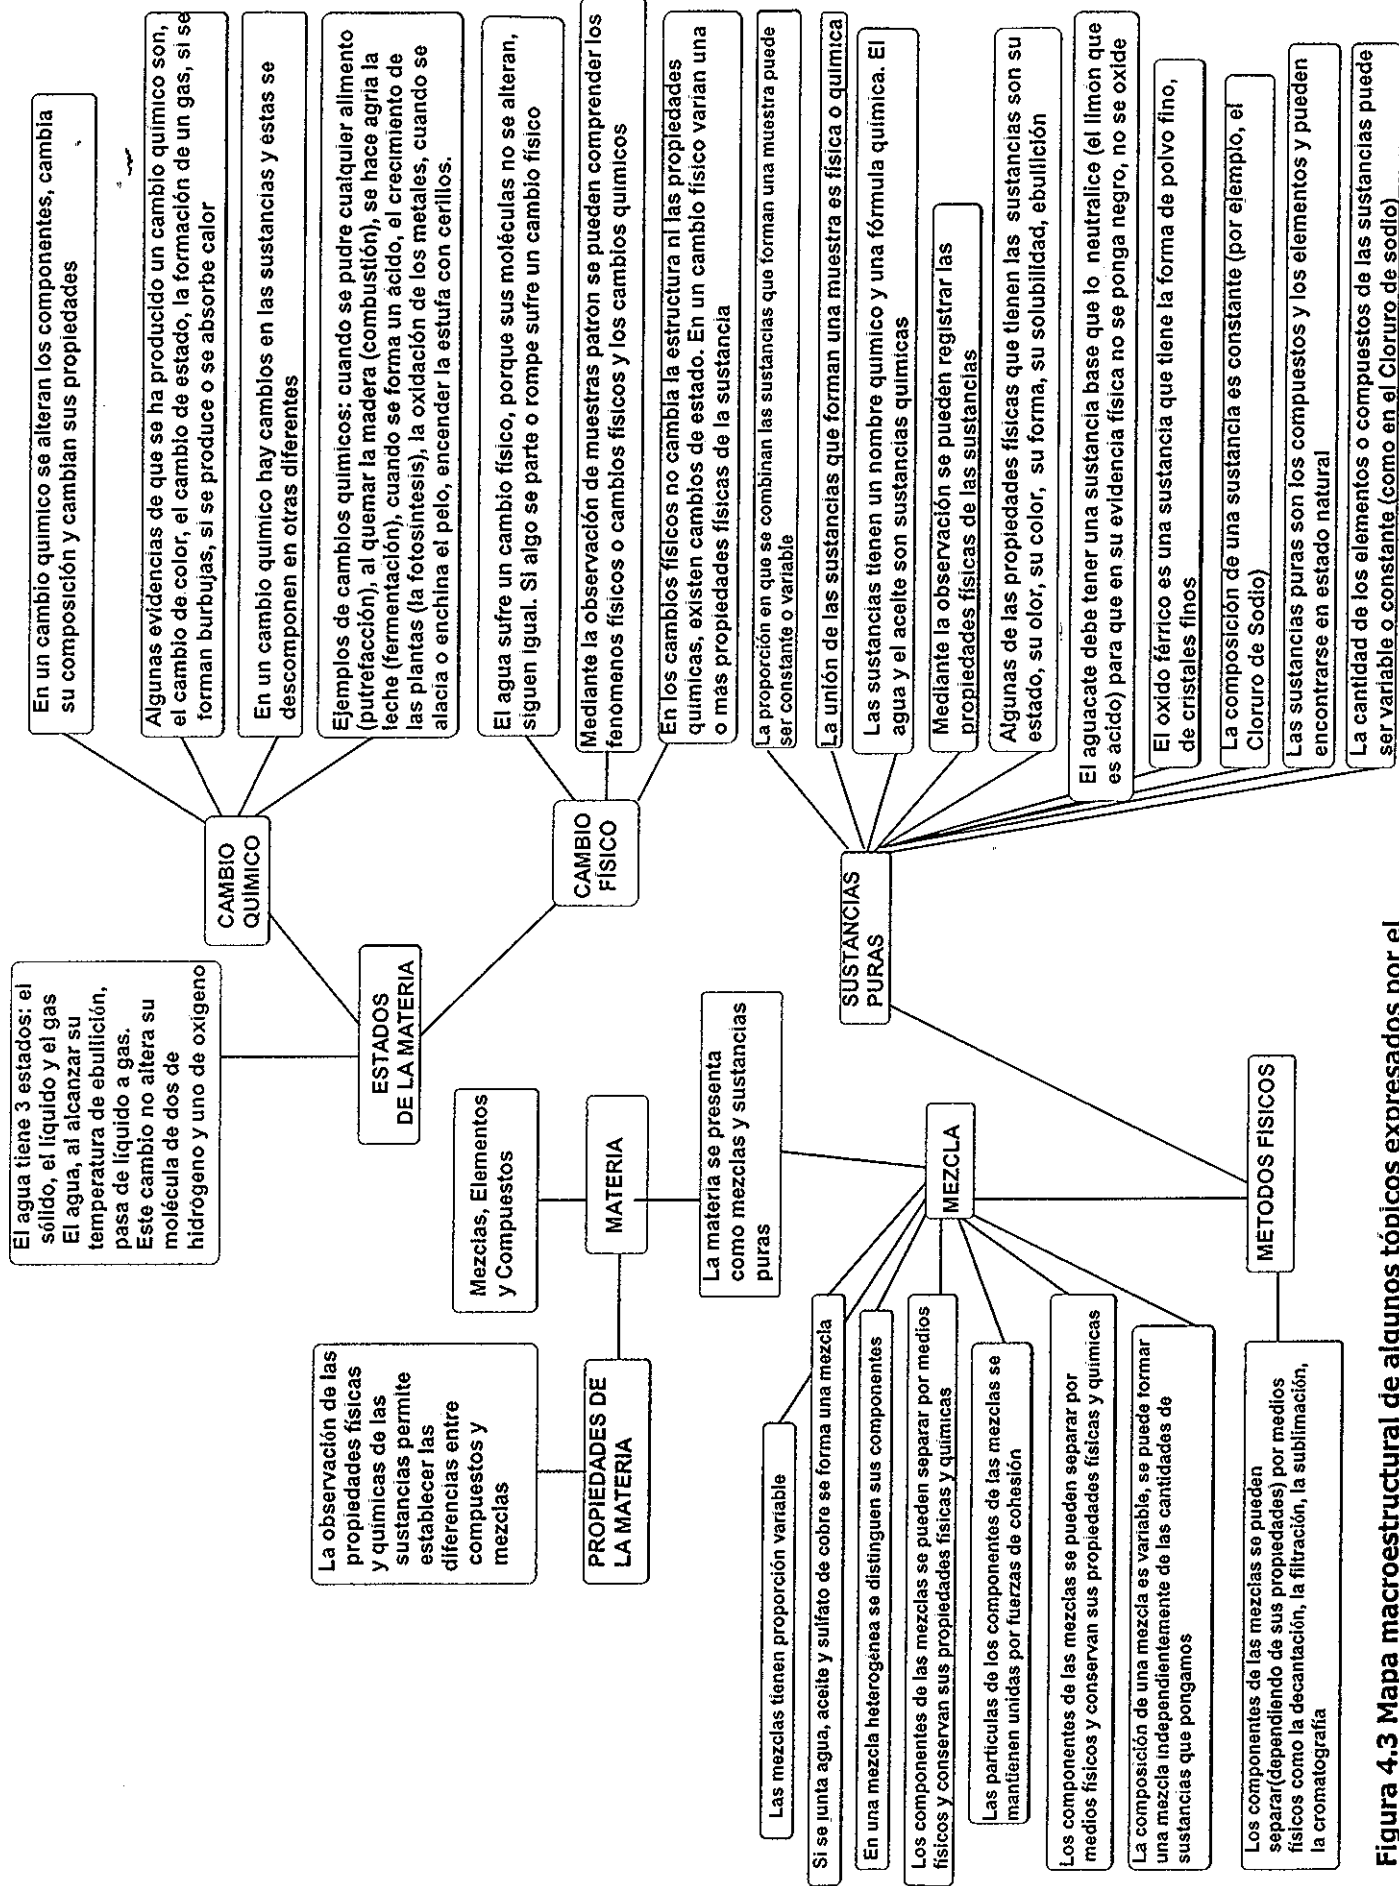 El agua tiene 3 estados: el
sólido, el líquido y el gas
El agua, al alcanzar su
temperatura de ebullición,
pasa de líquido a gas.
Este cambio no altera su
molécula de dos de
hidrógeno y uno de oxígeno
ESTADOS
DE LA MATERIA
CAMBIO
QUÍMICO
En un cambio químico se alteran los componentes, cambia
su composición y cambian sus propiedades
Algunas evidencias de que se ha producido un cambio químico son,
el cambio de color, el cambio de estado, la formación de un gas, si se
forman burbujas, si se produce o se absorbe calor
En un cambio químico hay cambios en las sustancias y éstas se
descomponen en otras diferentes
Ejemplos de cambios químicos: cuando se pudre cualquier alimento
(putrefacción), al quemar la madera (combustión), se hace agria la
leche (fermentación), cuando se forma un ácido, el crecimiento de
las plantas (la fotosíntesis), la oxidación de los metales, cuando se
alacia o enchina el pelo, encender la estufa con cerillos.
CAMBIO
FÍSICO
El agua sufre un cambio físico, porque sus moléculas no se alteran,
siguen igual. Si algo se parte o rompe sufre un cambio físico
Mediante la observación de muestras patrón se pueden comprender los
fenómenos físicos o cambios físicos y los cambios químicos
En los cambios físicos no cambia la estructura ni las propiedades
químicas, existen cambios de estado. En un cambio físico varían una
o más propiedades físicas de la sustancia
La observación de las
propiedades físicas
y químicas de las
sustancias permite
establecer las
diferencias entre
compuestos y
mezclas
PROPIEDADES DE
LA MATERIA
Mezclas, Elementos
y Compuestos
MATERIA
La materia se presenta
como mezclas y sustancias
puras
SUSTANCIAS
PURAS
La proporción en que se combinan las sustancias que forman una muestra puede
ser constante o variable
La unión de las sustancias que forman una muestra es física o química
Las sustancias tienen un nombre químico y una fórmula química. El
agua y el aceite son sustancias químicas
Mediante la observación se pueden registrar las
propiedades físicas de las sustancias
Algunas de las propiedades físicas que tienen las sustancias son su
estado, su olor, su color, su forma, su solubilidad, ebullición
El aguacate debe tener una sustancia base que lo neutralice (el limón que
es ácido) para que en su evidencia física no se ponga negro, no se oxide
El óxido férrico es una sustancia que tiene la forma de polvo fino,
de cristales finos
La composición de una sustancia es constante (por ejemplo, el
Cloruro de Sodio)
Las sustancias puras son los compuestos y los elementos y pueden
encontrarse en estado natural
La cantidad de los elementos o compuestos de las sustancias puede
ser variable o constante (como en el Cloruro de sodio)
MEZCLA
Las mezclas tienen proporción variable
Si se junta agua, aceite y sulfato de cobre se forma una mezcla
En una mezcla heterogénea se distinguen sus componentes
Los componentes de las mezclas se pueden separar por medios
físicos y conservan sus propiedades físicas y químicas
Las partículas de los componentes de las mezclas se
mantienen unidas por fuerzas de cohesión
Los componentes de las mezclas se pueden separar por
medios físicos y conservan sus propiedades físicas y químicas
La composición de una mezcla es variable, se puede formar
una mezcla independientemente de las cantidades de
sustancias que pongamos
METODOS FÍSICOS
Los componentes de las mezclas se pueden
separar(dependiendo de sus propiedades) por medios
físicos como la decantación, la filtración, la sublimación,
la cromatografía
Figura 4.3 Mapa macroestructural de algunos tópicos expresados por el